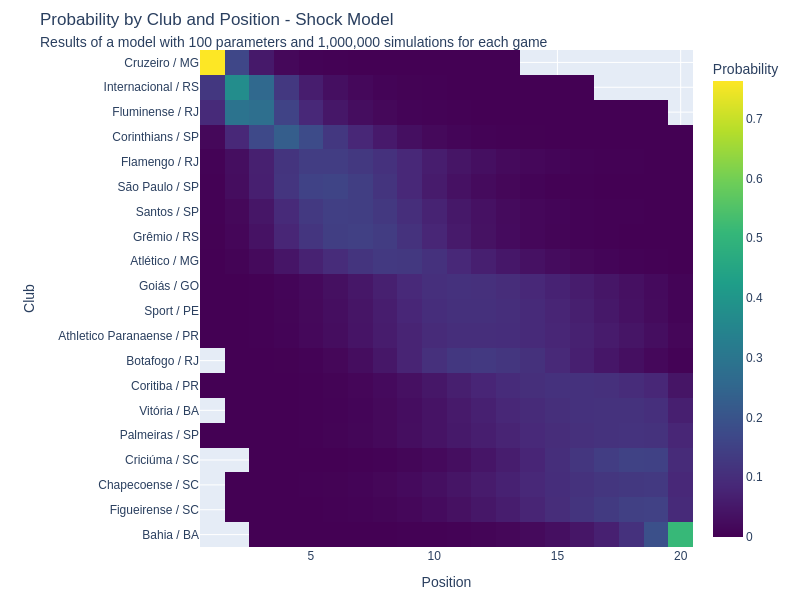 Probability by Club and Position - Shock Model
Results of a model with 100 parameters and 1,000,000 simulations for each game
Probability
Cruzeiro / MG
Internacional / RS
Fluminense / RJ
Corinthians / SP
Flamengo / RJ
São Paulo / SP
Santos / SP
Grêmio / RS
Atlético / MG
Goiás / GO
Sport / PE
Athletico Paranaense / PR
Botafogo / RJ
Coritiba / PR
Vitória / BA
Palmeiras / SP
Criciúma / SC
Chapecoense / SC
Figueirense / SC
Bahia / BA
Club
5
10
15
20
Position
0.7
0.6
0.5
0.4
0.3
0.2
0.1
0